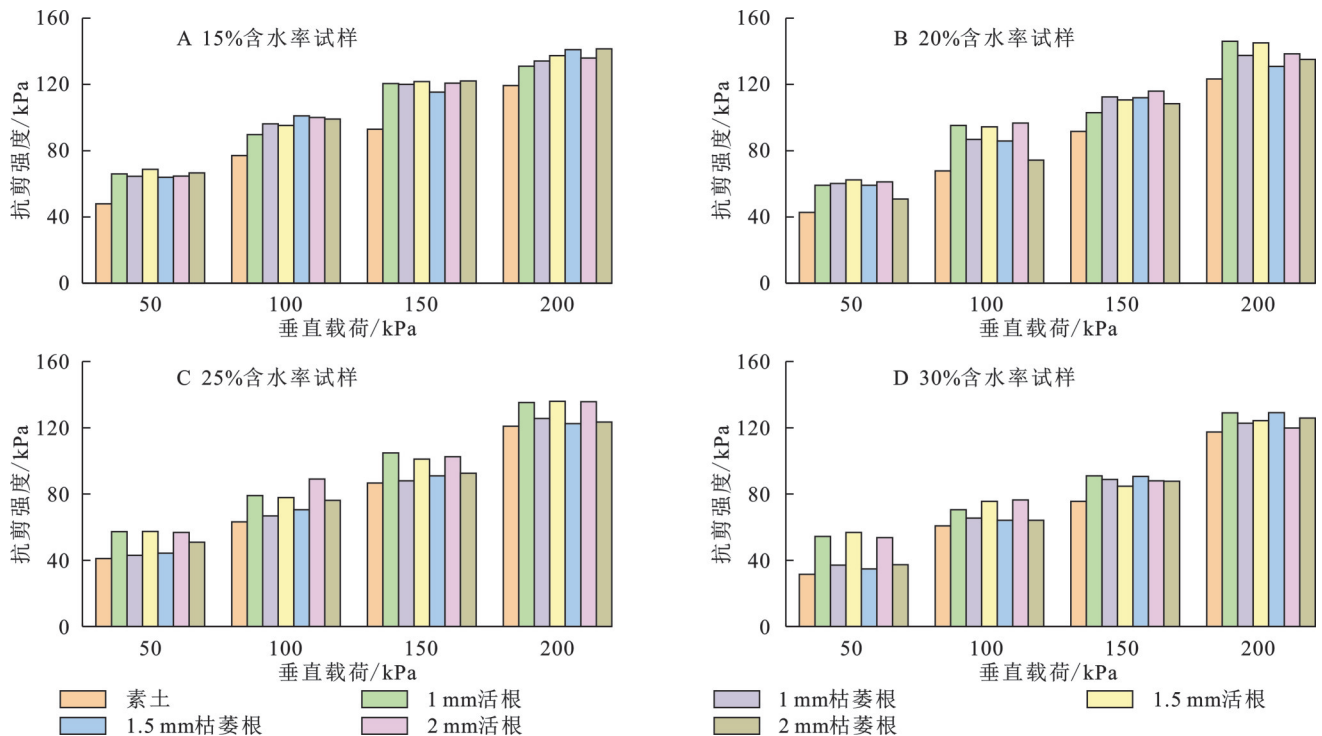 A 15%含水率试样
抗剪强度/kPa
160
120
80
40
0
50 100 150 200
垂直载荷/kPa
B 20%含水率试样
抗剪强度/kPa
160
120
80
40
0
50 100 150 200
垂直载荷/kPa
C 25%含水率试样
抗剪强度/kPa
160
120
80
40
0
50 100 150 200
垂直载荷/kPa
D 30%含水率试样
抗剪强度/kPa
160
120
80
40
0
50 100 150 200
垂直载荷/kPa
素土 1 mm活根 1 mm枯萎根 1.5 mm活根
1.5 mm枯萎根 2 mm活根 2 mm枯萎根